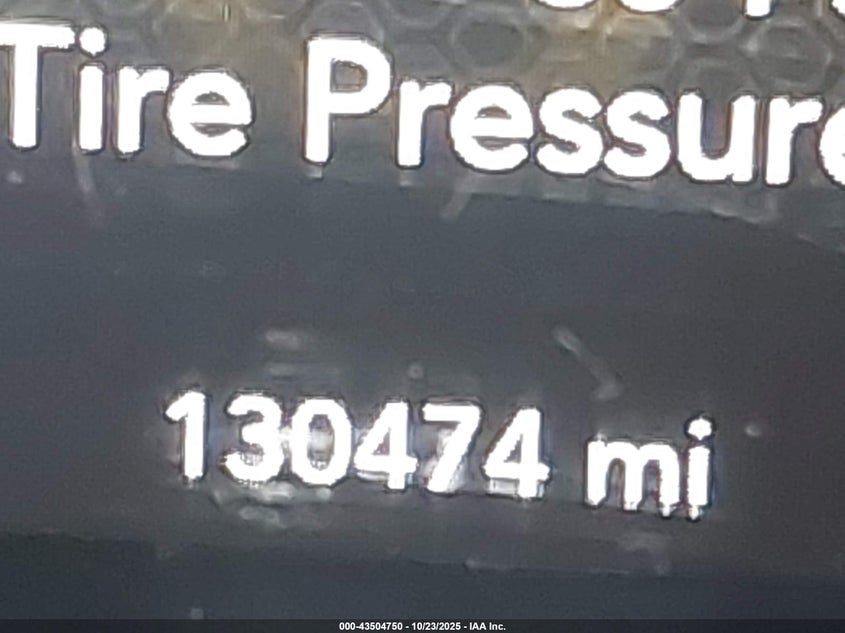 Tire Pressure
130474 mi
000-43504750 - 10/23/2025 - IAA Inc.